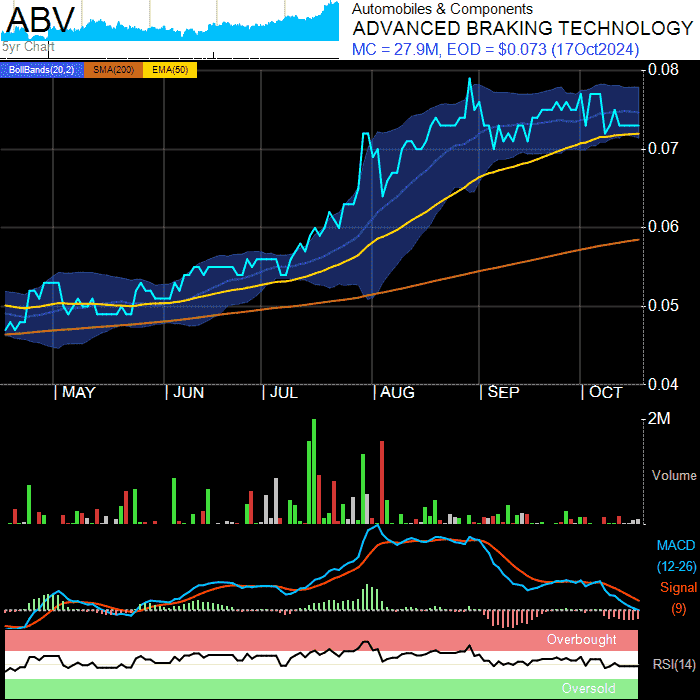 ABV
5yr Chart
Automobiles & Components
ADVANCED BRAKING TECHNOLOGY
MC = 27.9M, EOD = $0.073 (17Oct2024)
BollBands(20,2) SMA(200) EMA(50)
0.08
0.07
0.06
0.05
0.04
MAY JUN JUL AUG SEP OCT
2M
Volume
MACD
(12-26)
Signal
(9)
Overbought
RSI(14)
Oversold